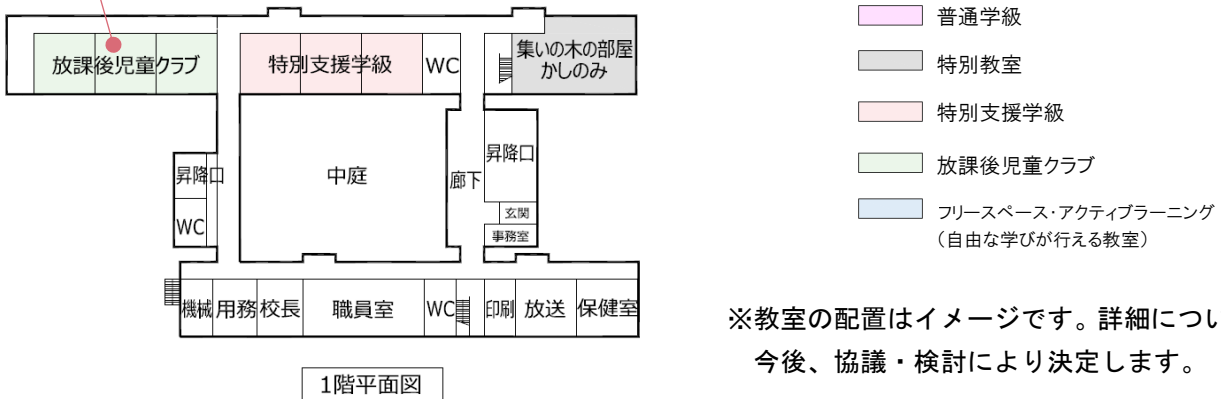 放課後児童クラブ
特別支援学級
WC
集いの木の部屋
かしのみ
昇降口
WC
中庭
廊下
昇降口
玄関
事務室
機械
用務
校長
職員室
WC
印刷
放送
保健室
1階平面図
普通学級
特別教室
特別支援学級
放課後児童クラブ
フリースペース・アクティブラーニング
（自由な学びが行える教室）
※教室の配置はイメージです。詳細につい
今後、協議・検討により決定します。